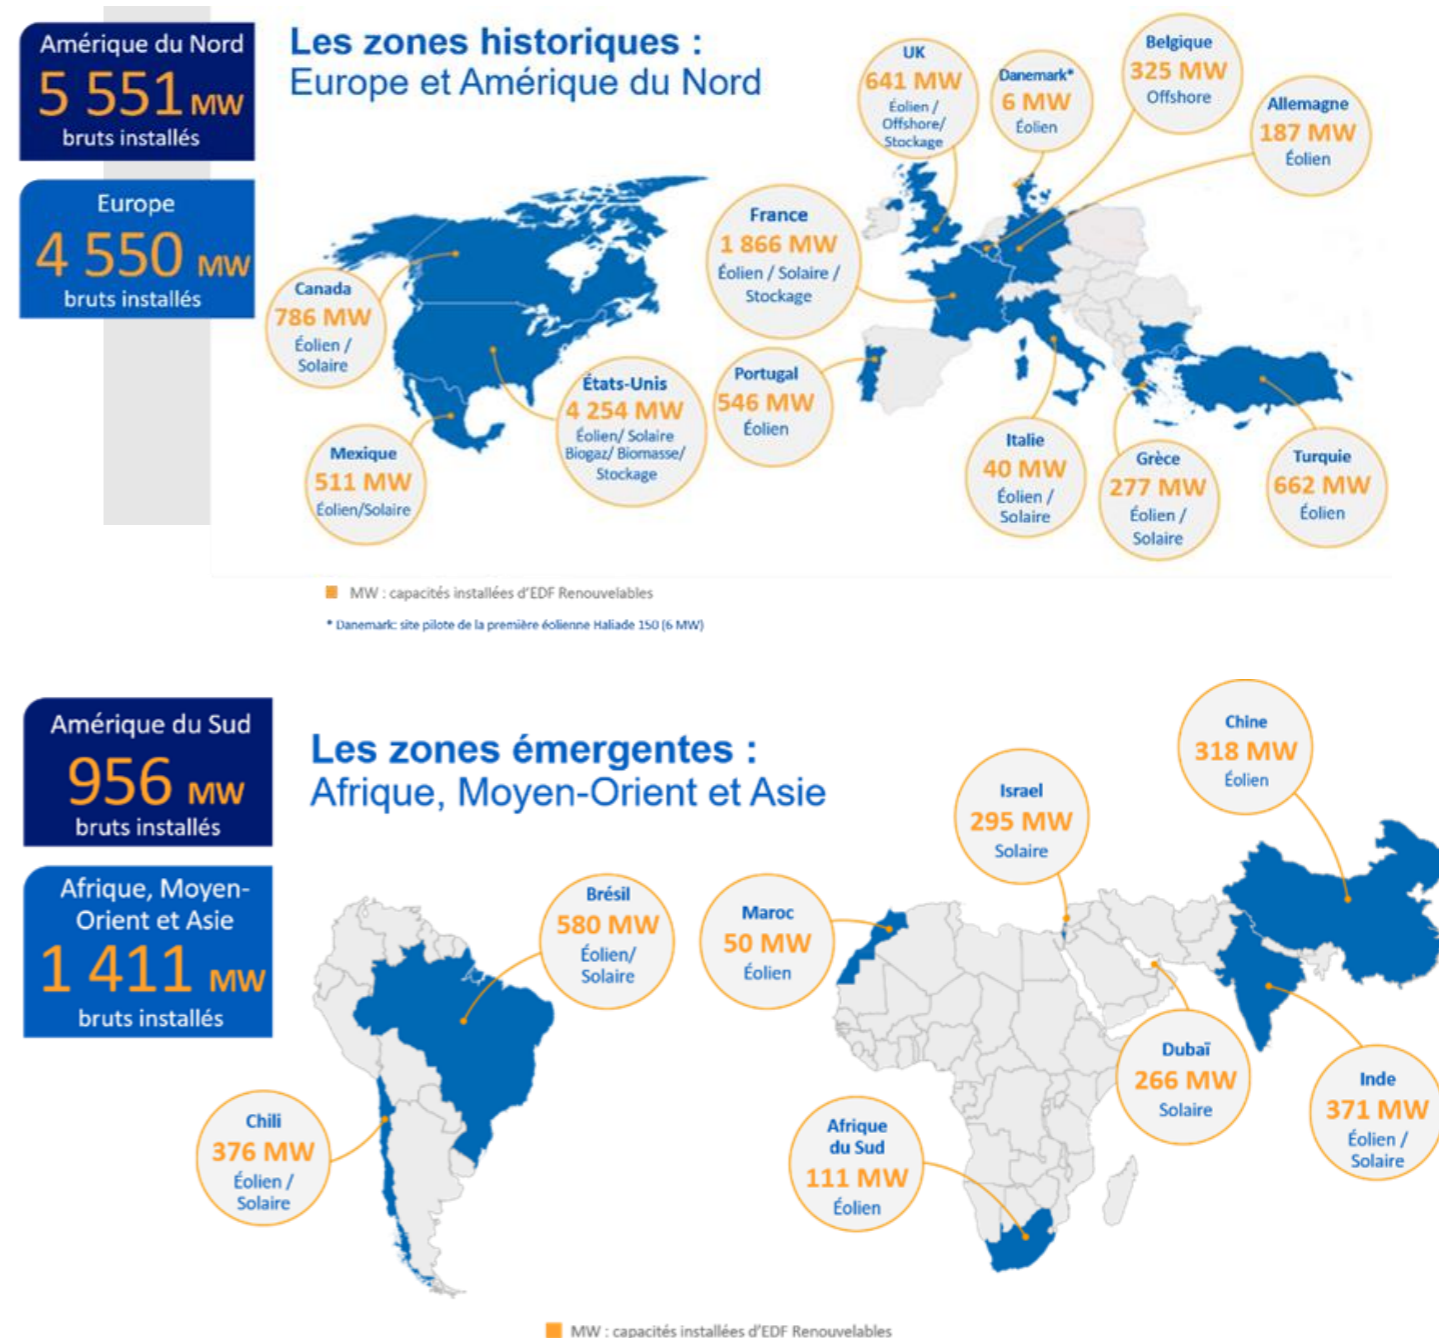 Amérique du Nord
5 551 MW
bruts installés
Europe
4 550 MW
bruts installés
Les zones historiques :
Europe et Amérique du Nord
Canada
786 MW
Éolien /
Solaire
Mexique
511 MW
Éolien/Solaire
États-Unis
4 254 MW
Éolien/ Solaire
Biogaz/ Biomasse/
Stockage
UK
641 MW
Éolien /
Offshore/
Stockage
Danemark*
6 MW
Éolien
Belgique
325 MW
Offshore
Allemagne
187 MW
Éolien
France
1 866 MW
Éolien / Solaire /
Stockage
Portugal
546 MW
Éolien
Italie
40 MW
Éolien /
Solaire
Grèce
277 MW
Éolien /
Solaire
Turquie
662 MW
Éolien
MW : capacités installées d'EDF Renouvelables
* Danemark: site pilote de la première éolienne Haliade 150 (6 MW)
Amérique du Sud
956 MW
bruts installés
Afrique, Moyen-
Orient et Asie
1 411 MW
bruts installés
Les zones émergentes :
Afrique, Moyen-Orient et Asie
Brésil
580 MW
Éolien/
Solaire
Chili
376 MW
Éolien /
Solaire
Maroc
50 MW
Éolien
Israel
295 MW
Solaire
Chine
318 MW
Éolien
Afrique
du Sud
111 MW
Éolien
Dubaï
266 MW
Solaire
Inde
371 MW
Éolien /
Solaire
MW : capacités installées d'EDF Renouvelables